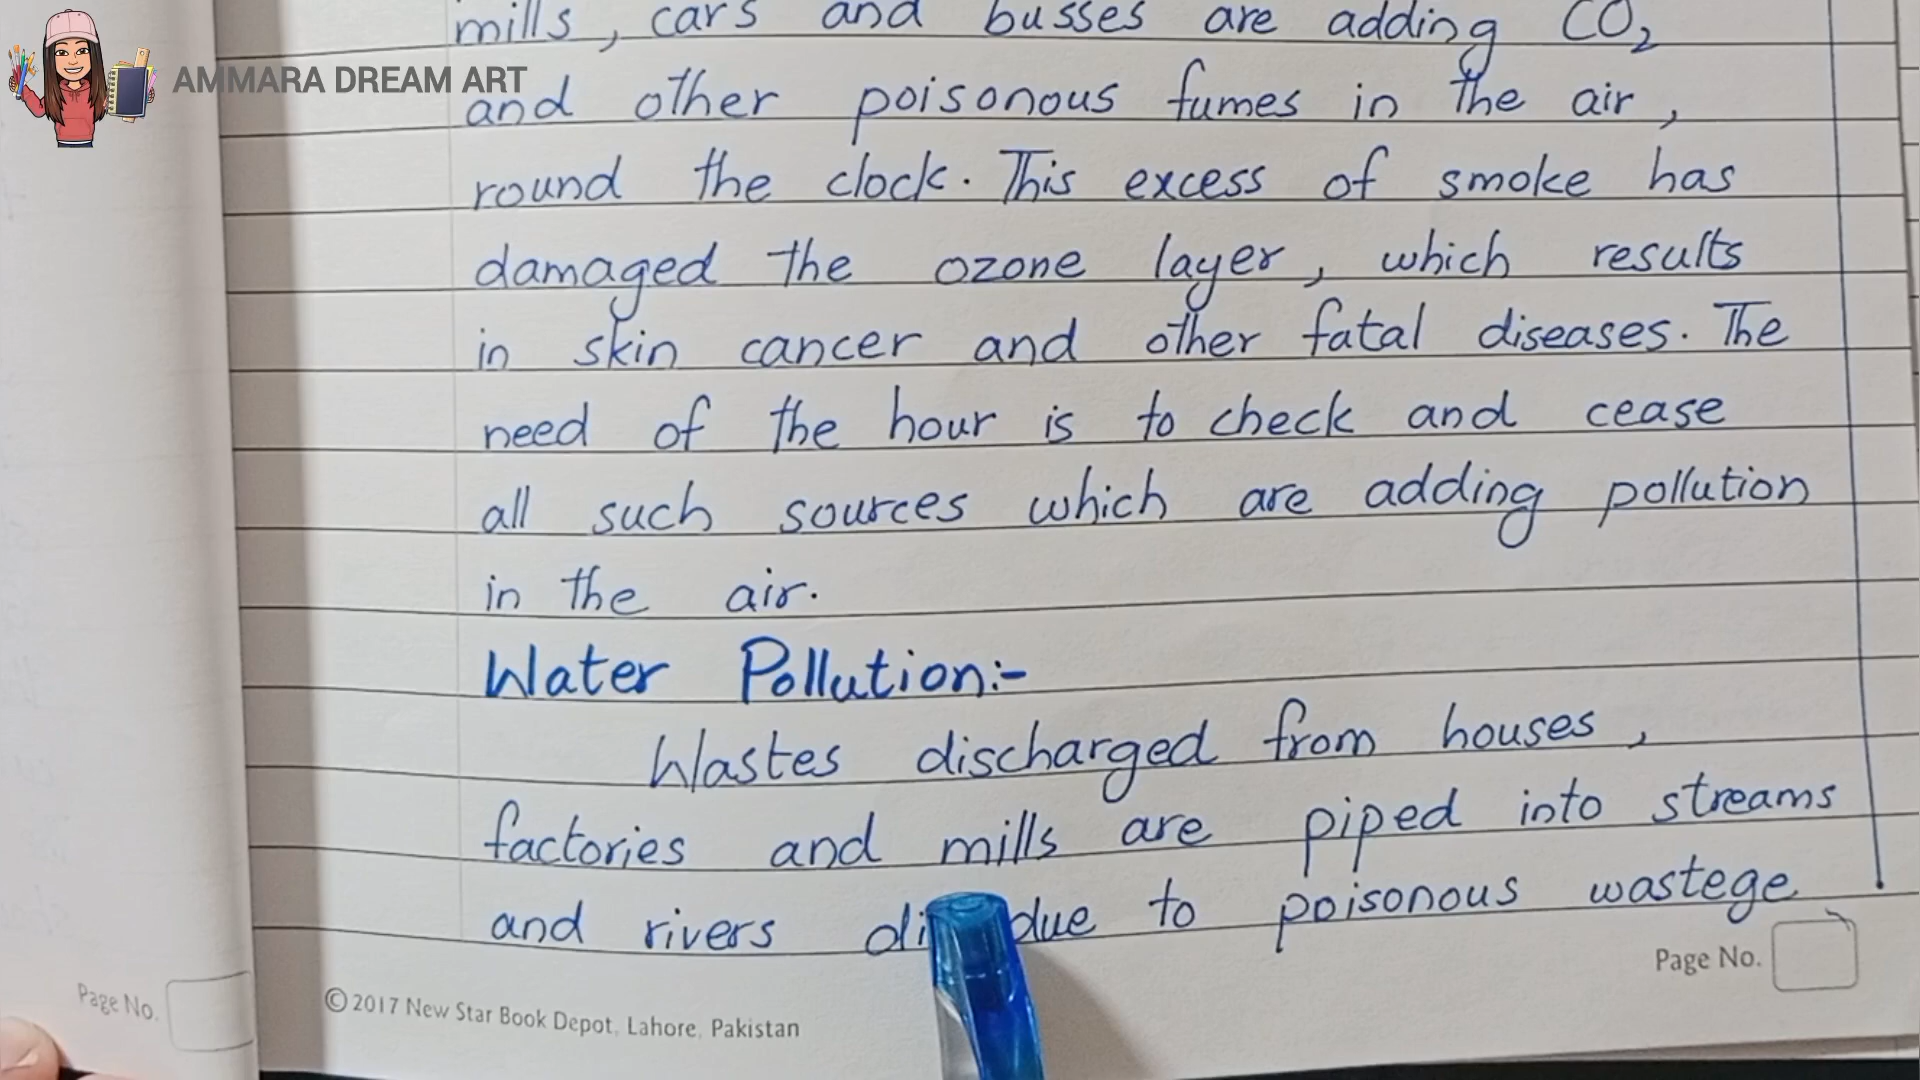 AMMARA DREAM ART
mills, cars and busses are adding CO₂
and other poisonous fumes in the air,
round the clock. This excess of smoke has
damaged the ozone layer, which results
in skin cancer and other fatal diseases. The
need of the hour is to check and cease
all such sources which are adding pollution
in the air.
Water Pollution:-
Wastes discharged from houses,
factories and mills are piped into streams
and rivers due to poisonous wastege
Page No.
Page No.
© 2017 New Star Book Depot, Lahore, Pakistan